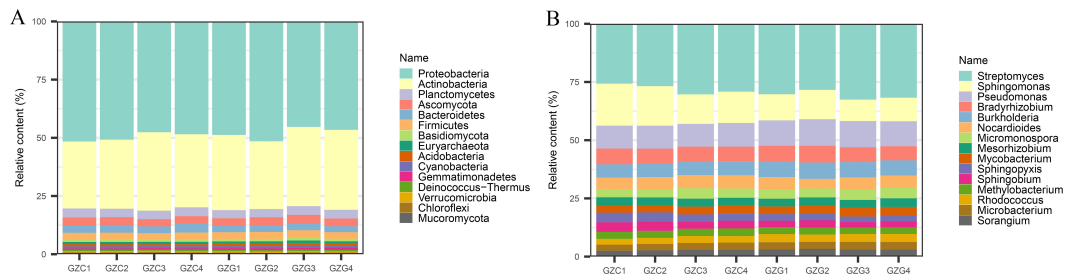 A
Relative content (%)
100
75
50
25
0
GZC1 GZC2 GZC3 GZC4 GZG1 GZG2 GZG3 GZG4
Name
Proteobacteria
Actinobacteria
Planctomycetes
Ascomycota
Bacteroidetes
Firmicutes
Basidiomycota
Euryarchaeota
Acidobacteria
Cyanobacteria
Gemmatimonadetes
Deinococcus−Thermus
Verrucomicrobia
Chloroflexi
Mucoromycota
B
Relative content (%)
100
75
50
25
0
GZC1 GZC2 GZC3 GZC4 GZG1 GZG2 GZG3 GZG4
Name
Streptomyces
Sphingomonas
Pseudomonas
Bradyrhizobium
Burkholderia
Nocardioides
Micromonospora
Mesorhizobium
Mycobacterium
Sphingopyxis
Sphingobium
Methylobacterium
Rhodococcus
Microbacterium
Sorangium